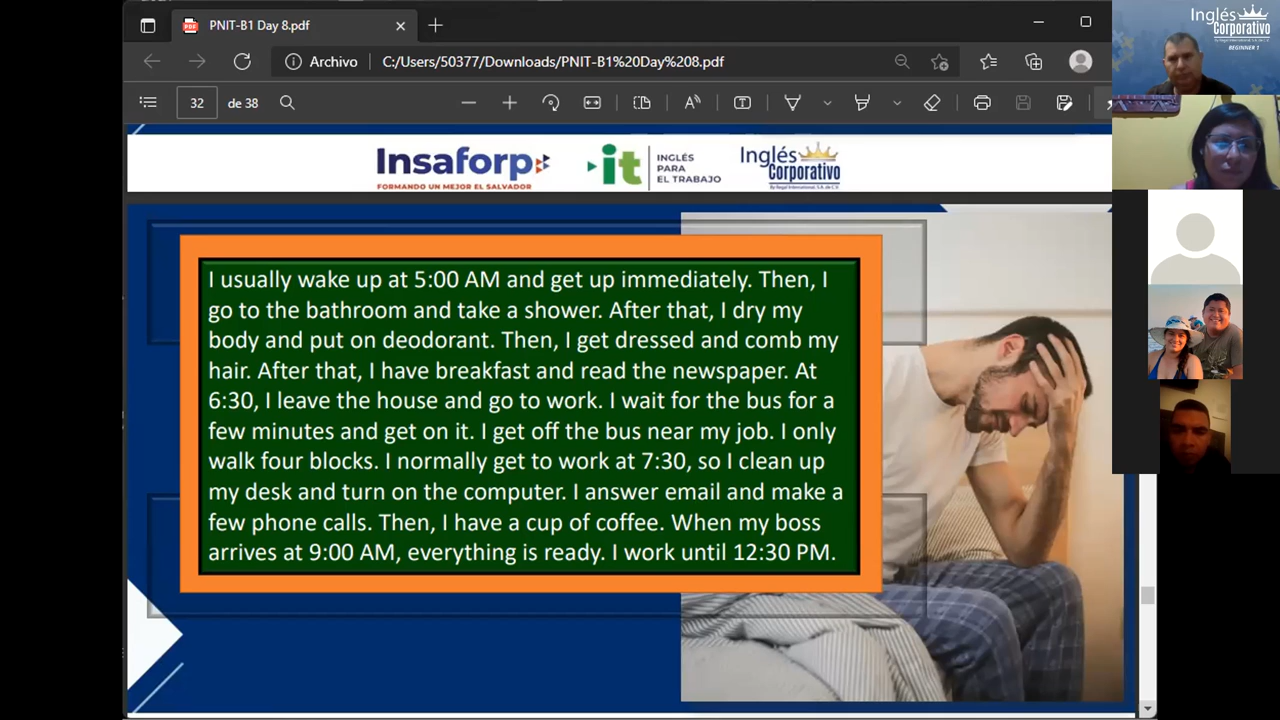 PNIT-B1 Day 8.pdf
Archivo
C:/Users/50377/Downloads/PNIT-B1%20Day%208.pdf
32 de 38
Insaforp
FORMANDO UN MEJOR EL SALVADOR
it
INGLÉS
PARA
EL TRABAJO
Inglés
Corporativo
By Regal International, S.A. de C.V.
Inglés
Corporativo
By Regal International, S.A. de C.V.
BEGINNER 1
I usually wake up at 5:00 AM and get up immediately. Then, I
go to the bathroom and take a shower. After that, I dry my
body and put on deodorant. Then, I get dressed and comb my
hair. After that, I have breakfast and read the newspaper. At
6:30, I leave the house and go to work. I wait for the bus for a
few minutes and get on it. I get off the bus near my job. I only
walk four blocks. I normally get to work at 7:30, so I clean up
my desk and turn on the computer. I answer email and make a
few phone calls. Then, I have a cup of coffee. When my boss
arrives at 9:00 AM, everything is ready. I work until 12:30 PM.